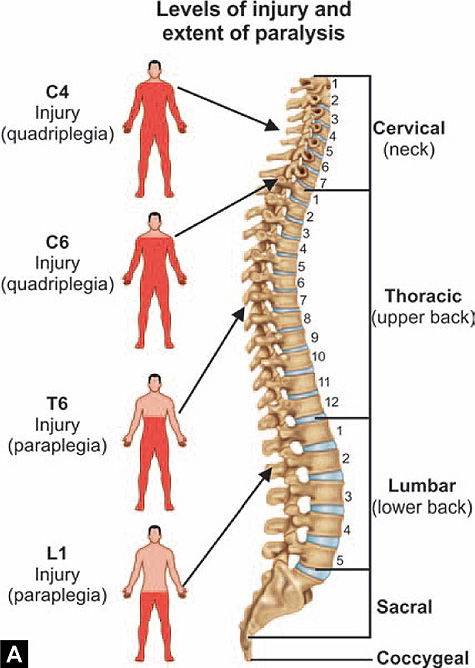 Levels of injury and
extent of paralysis
C4
Injury
(quadriplegia)
C6
Injury
(quadriplegia)
T6
Injury
(paraplegia)
L1
Injury
(paraplegia)
1
2
3
4
5
6
7
1
2
3
4
5
6
7
8
9
10
11
12
1
2
3
4
5
Cervical
(neck)
Thoracic
(upper back)
Lumbar
(lower back)
Sacral
Coccygeal
A